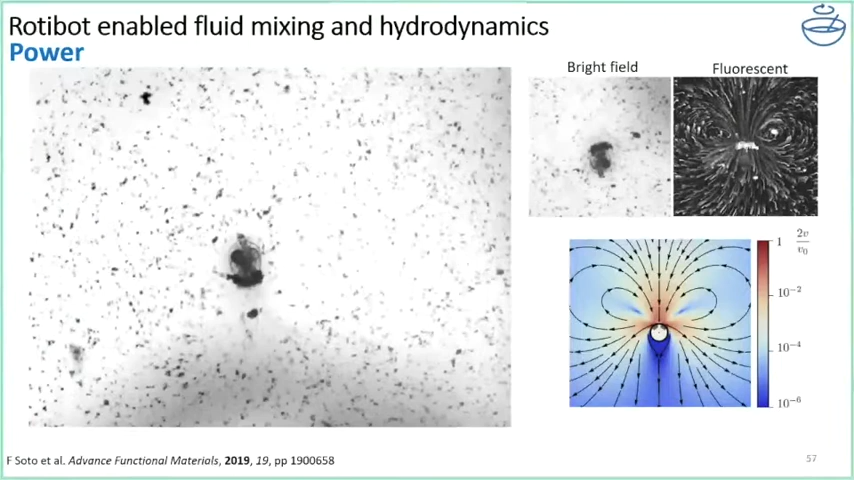 Rotibot enabled fluid mixing and hydrodynamics
Power
Bright field
Fluorescent
1
2v
v0
10−2
10−4
10−6
F Soto et al. Advance Functional Materials, 2019, 19, pp 1900658
57